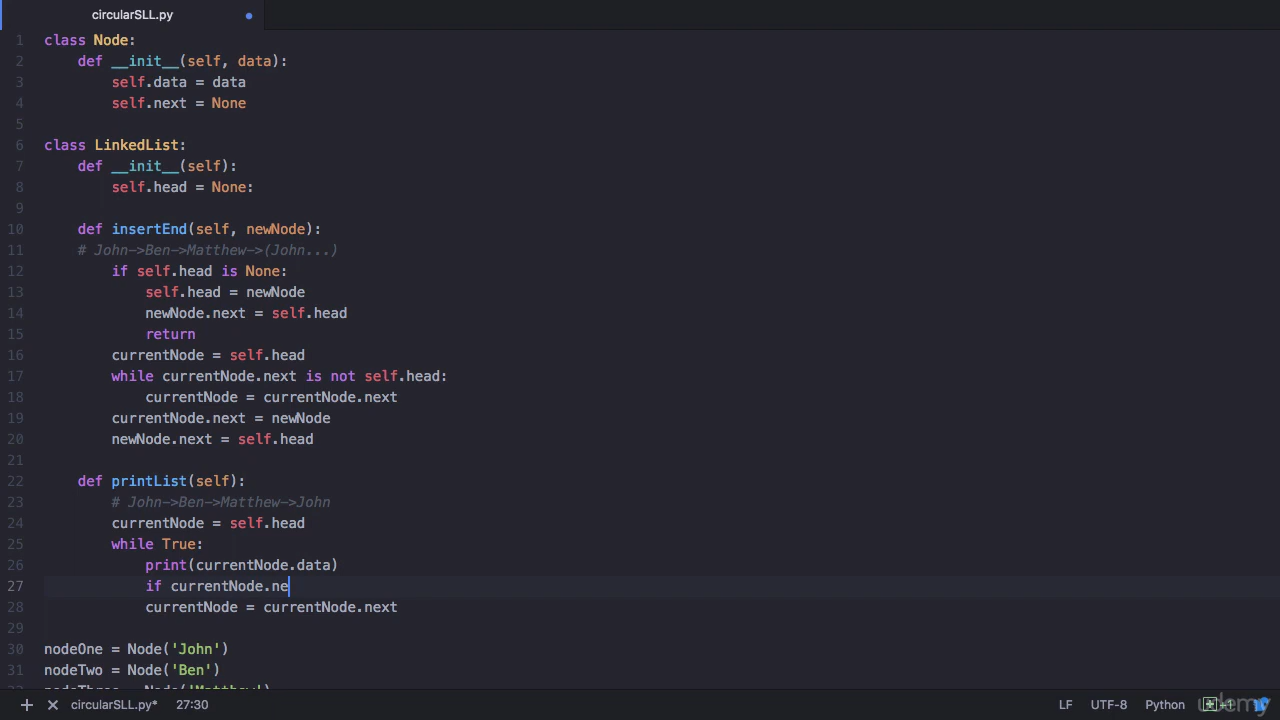 circularSLL.py
1 class Node:
2 def __init__(self, data):
3 self.data = data
4 self.next = None
5
6 class LinkedList:
7 def __init__(self):
8 self.head = None:
9
10 def insertEnd(self, newNode):
11 # John->Ben->Matthew->(John...)
12 if self.head is None:
13 self.head = newNode
14 newNode.next = self.head
15 return
16 currentNode = self.head
17 while currentNode.next is not self.head:
18 currentNode = currentNode.next
19 currentNode.next = newNode
20 newNode.next = self.head
21
22 def printList(self):
23 # John->Ben->Matthew->John
24 currentNode = self.head
25 while True:
26 print(currentNode.data)
27 if currentNode.ne
28 currentNode = currentNode.next
29
30 nodeOne = Node('John')
31 nodeTwo = Node('Ben')
32 nodeThree = Node('Matthew')
circularSLL.py* 27:30 LF UTF-8 Python +1
udemy